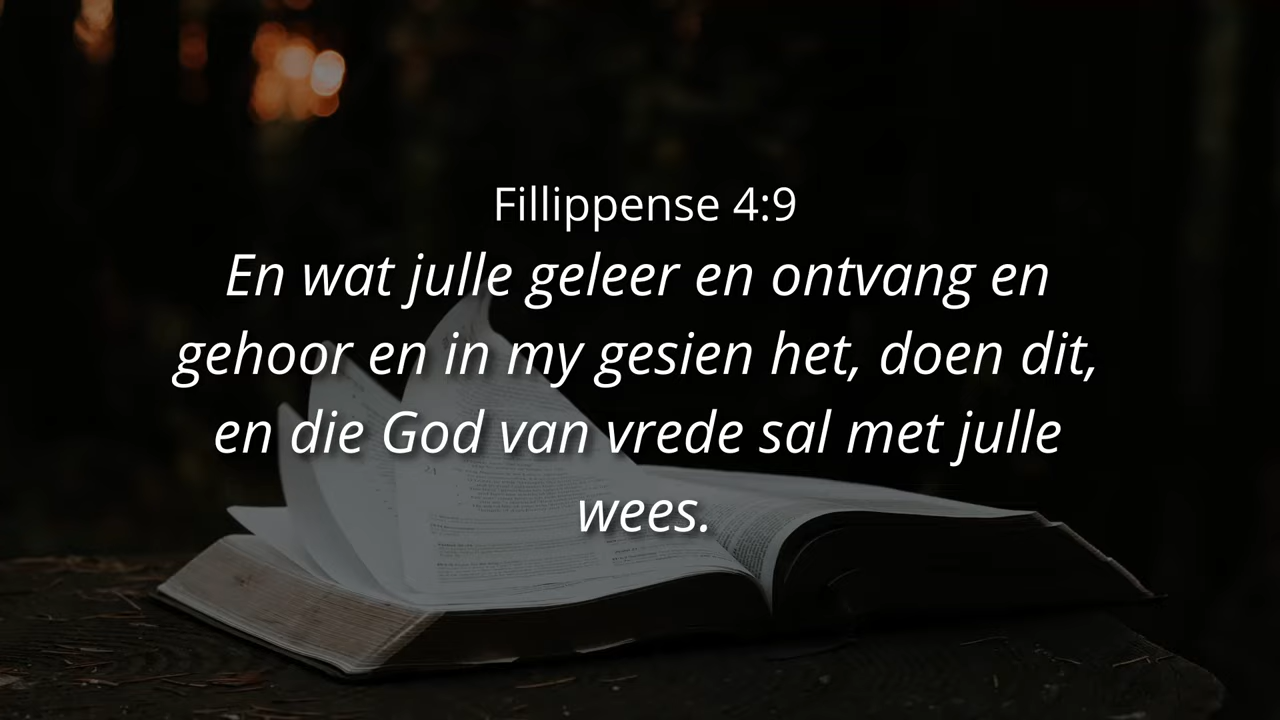 Fillippense 4:9
En wat julle geleer en ontvang en
gehoor en in my gesien het, doen dit,
en die God van vrede sal met julle
wees.